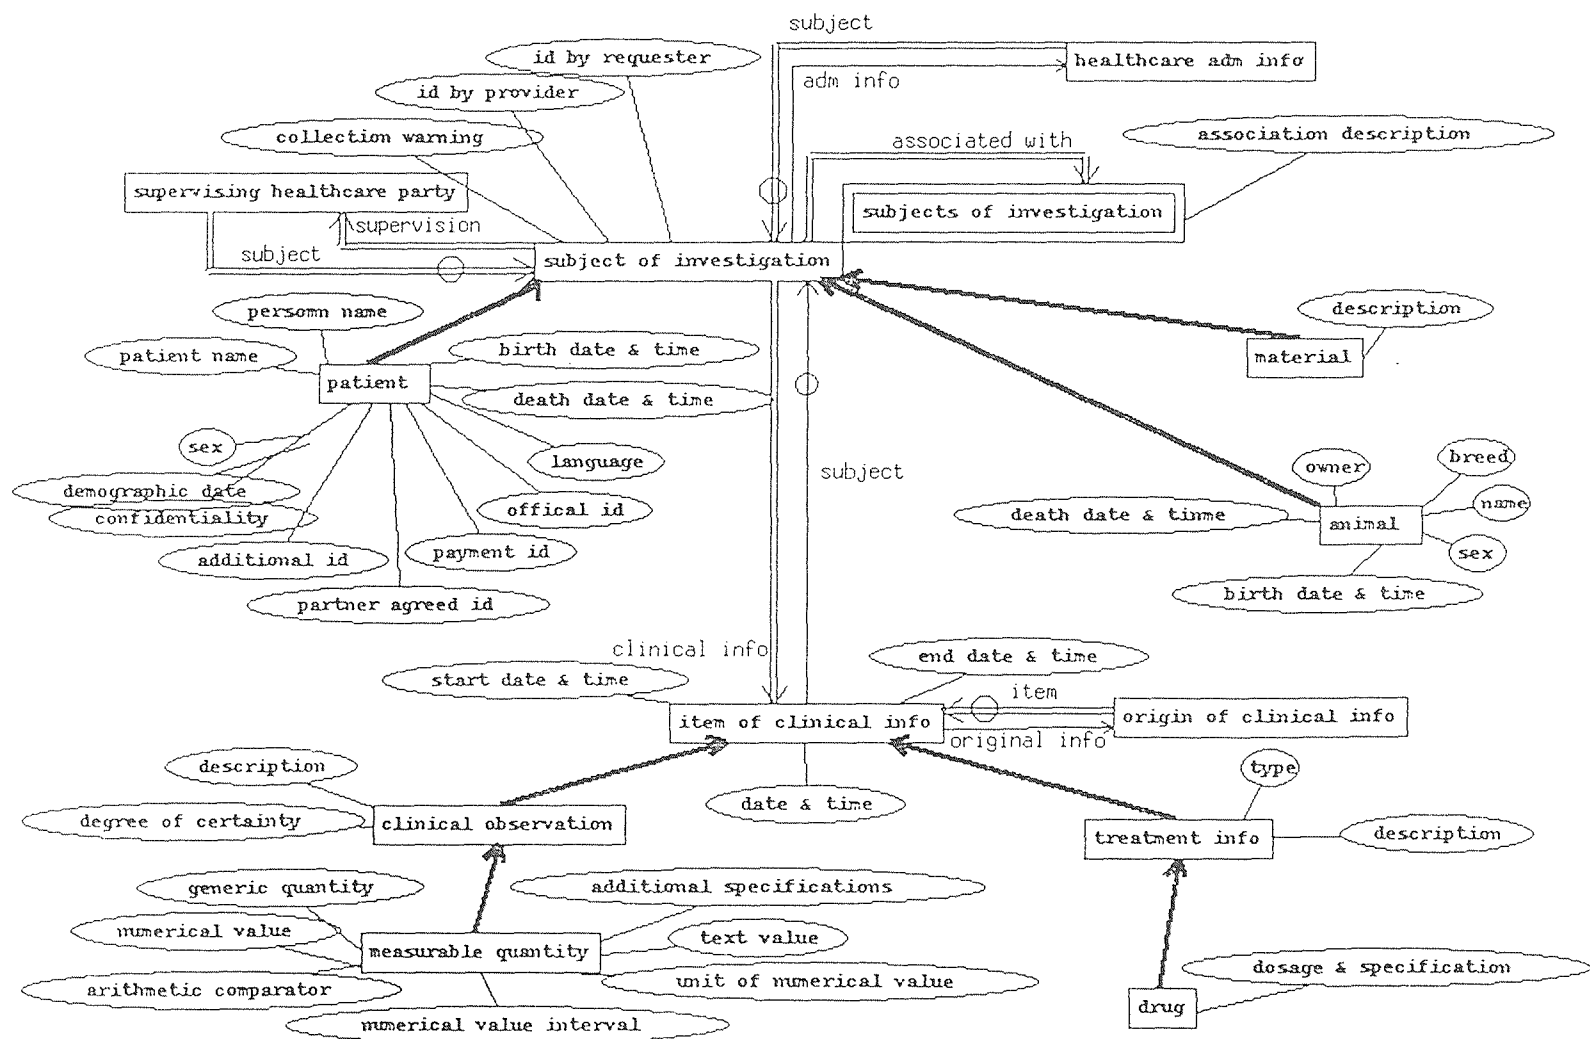 subject
id by requester
healthcare adm info
adm info
id by provider
collection warning
associated with
association description
supervising healthcare party
subjects of investigation
supervision
subject
subject of investigation
persomn name
description
patient name
birth date & time
material
patient
death date & time
sex
language
subject
owner
breed
demographic date
confidentiality
offical id
death date & tinme
animal
name
additional id
payment id
sex
partner agreed id
birth date & time
clinical info
end date & time
start date & time
item
item of clinical info
origin of clinical info
original info
description
type
date & time
degree of certainty
clinical observation
treatment info
description
generic quantity
additional specifications
numerical value
text value
measurable quantity
dosage & specification
arithmetic comparator
unit of numerical value
drug
numerical value interval